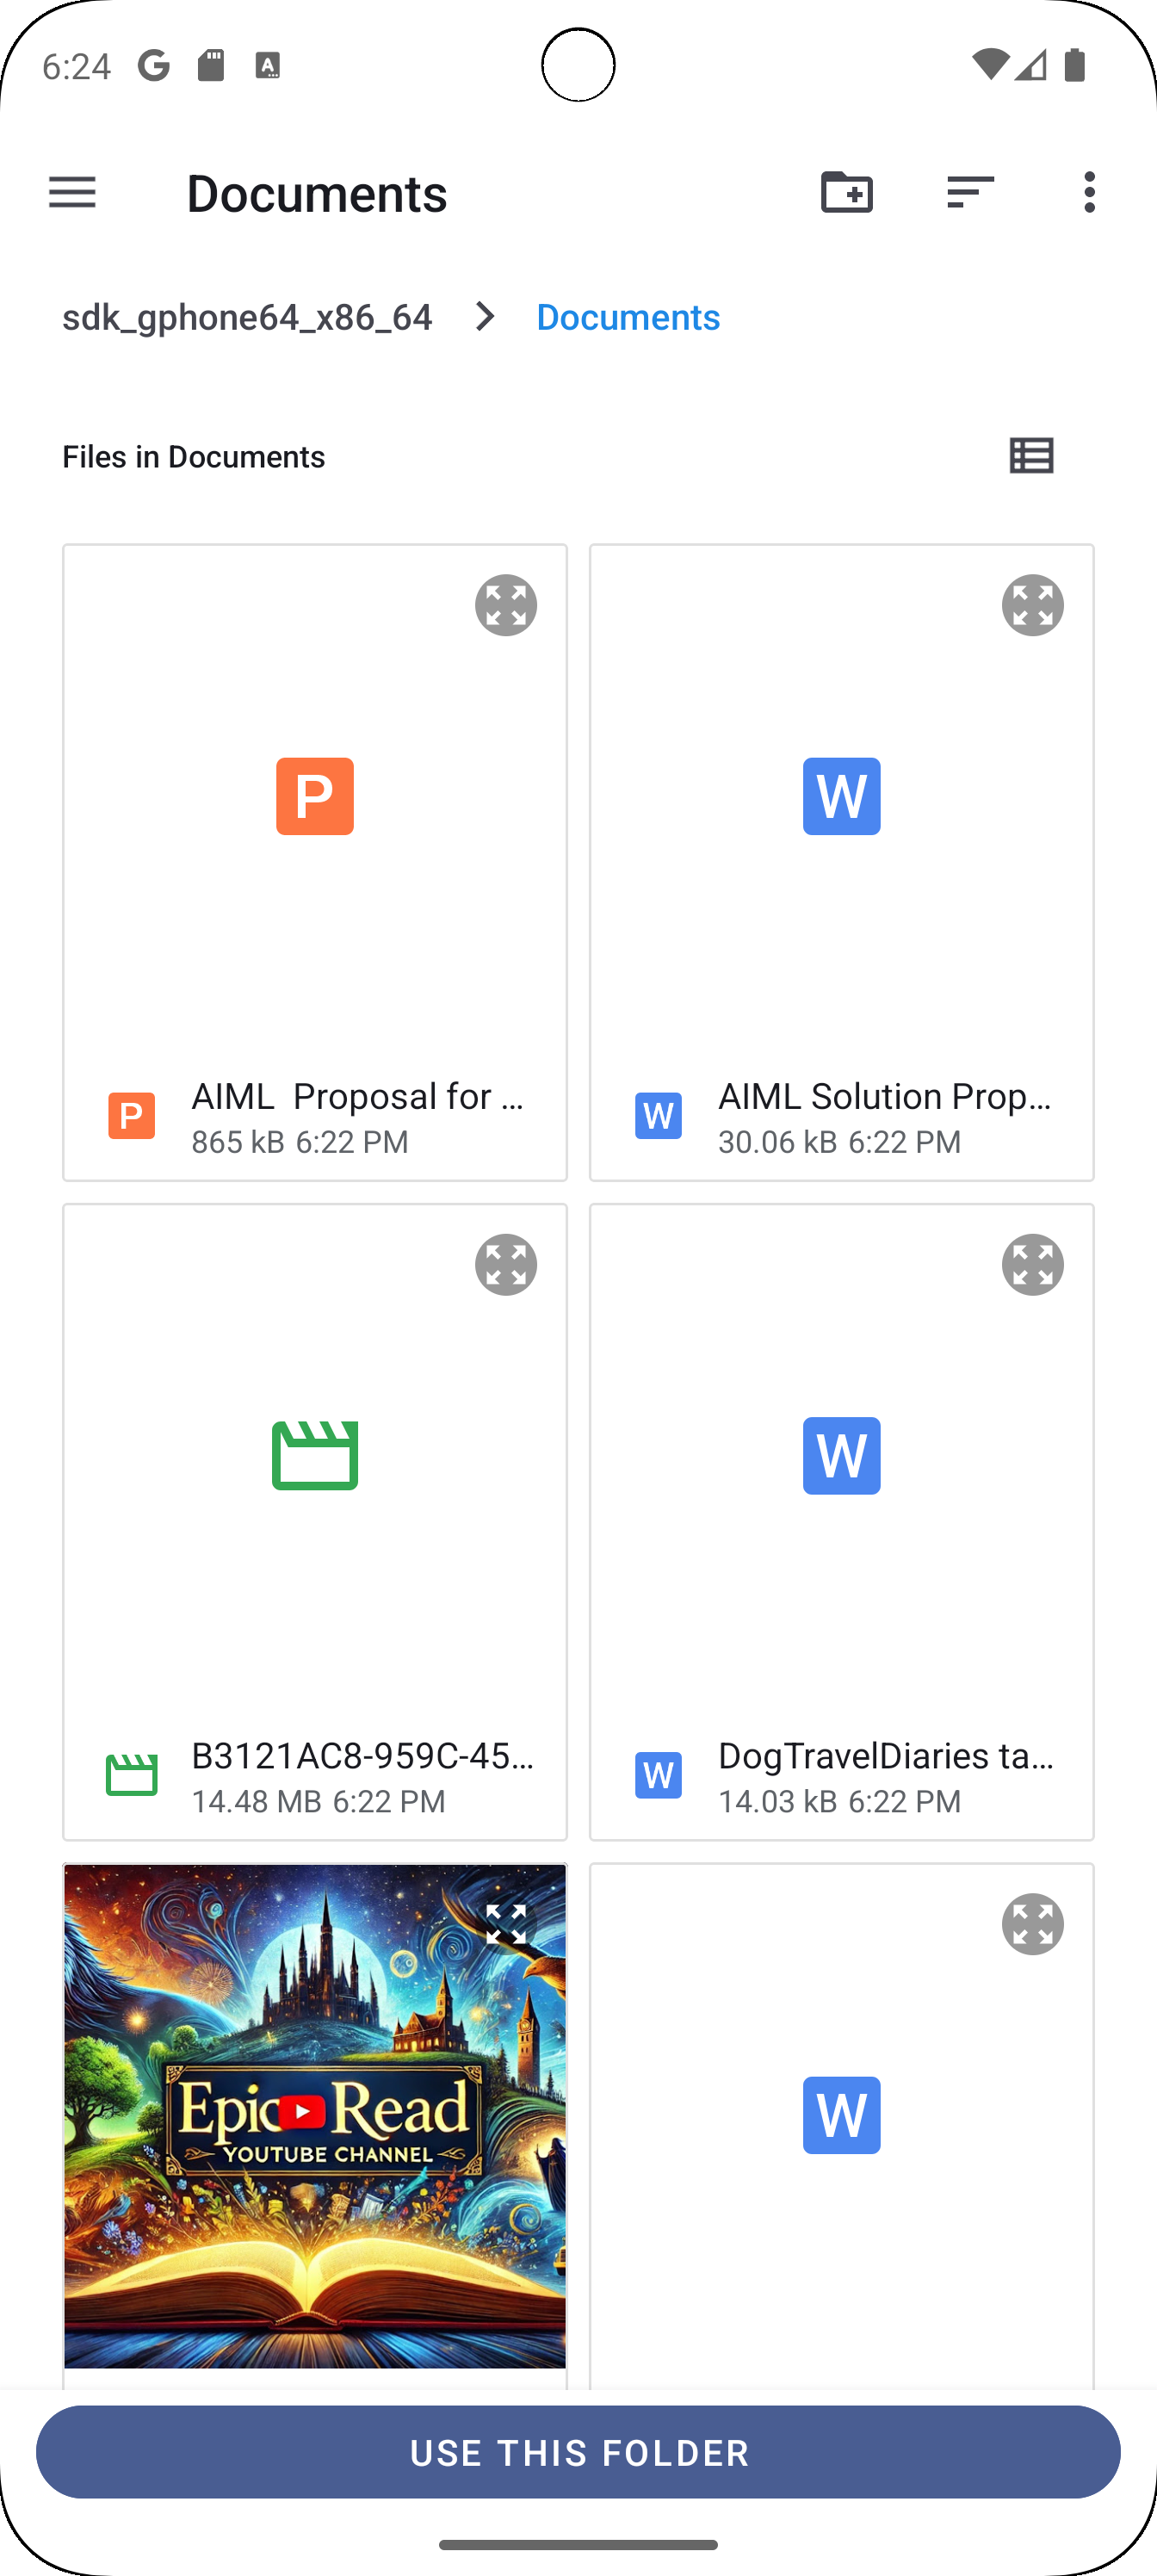 6:24
Documents
sdk_gphone64_x86_64 > Documents
Files in Documents
P
W
P AIML  Proposal for ...
865 kB 6:22 PM
W AIML Solution Prop...
30.06 kB 6:22 PM
W
B3121AC8-959C-45...
14.48 MB 6:22 PM
W DogTravelDiaries ta...
14.03 kB 6:22 PM
Epic Read
YOUTUBE CHANNEL
W
USE THIS FOLDER